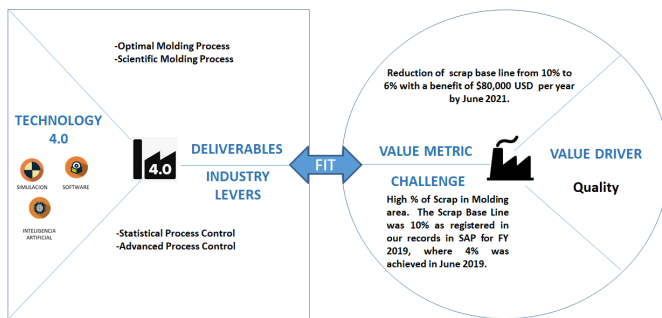 -Optimal Molding Process
-Scientific Molding Process
TECHNOLOGY
4.0
SIMULACION
SOFTWARE
INTELIGENCIA
ARTIFICIAL
4.0
DELIVERABLES
INDUSTRY
LEVERS
-Statistical Process Control
-Advanced Process Control
FIT
Reduction of scrap base line from 10% to
6% with a benefit of $80,000 USD per year
by June 2021.
VALUE METRIC
CHALLENGE
High % of Scrap in Molding
area. The Scrap Base Line
was 10% as registered in
our records in SAP for FY
2019, where 4% was
achieved in June 2019.
VALUE DRIVER
Quality